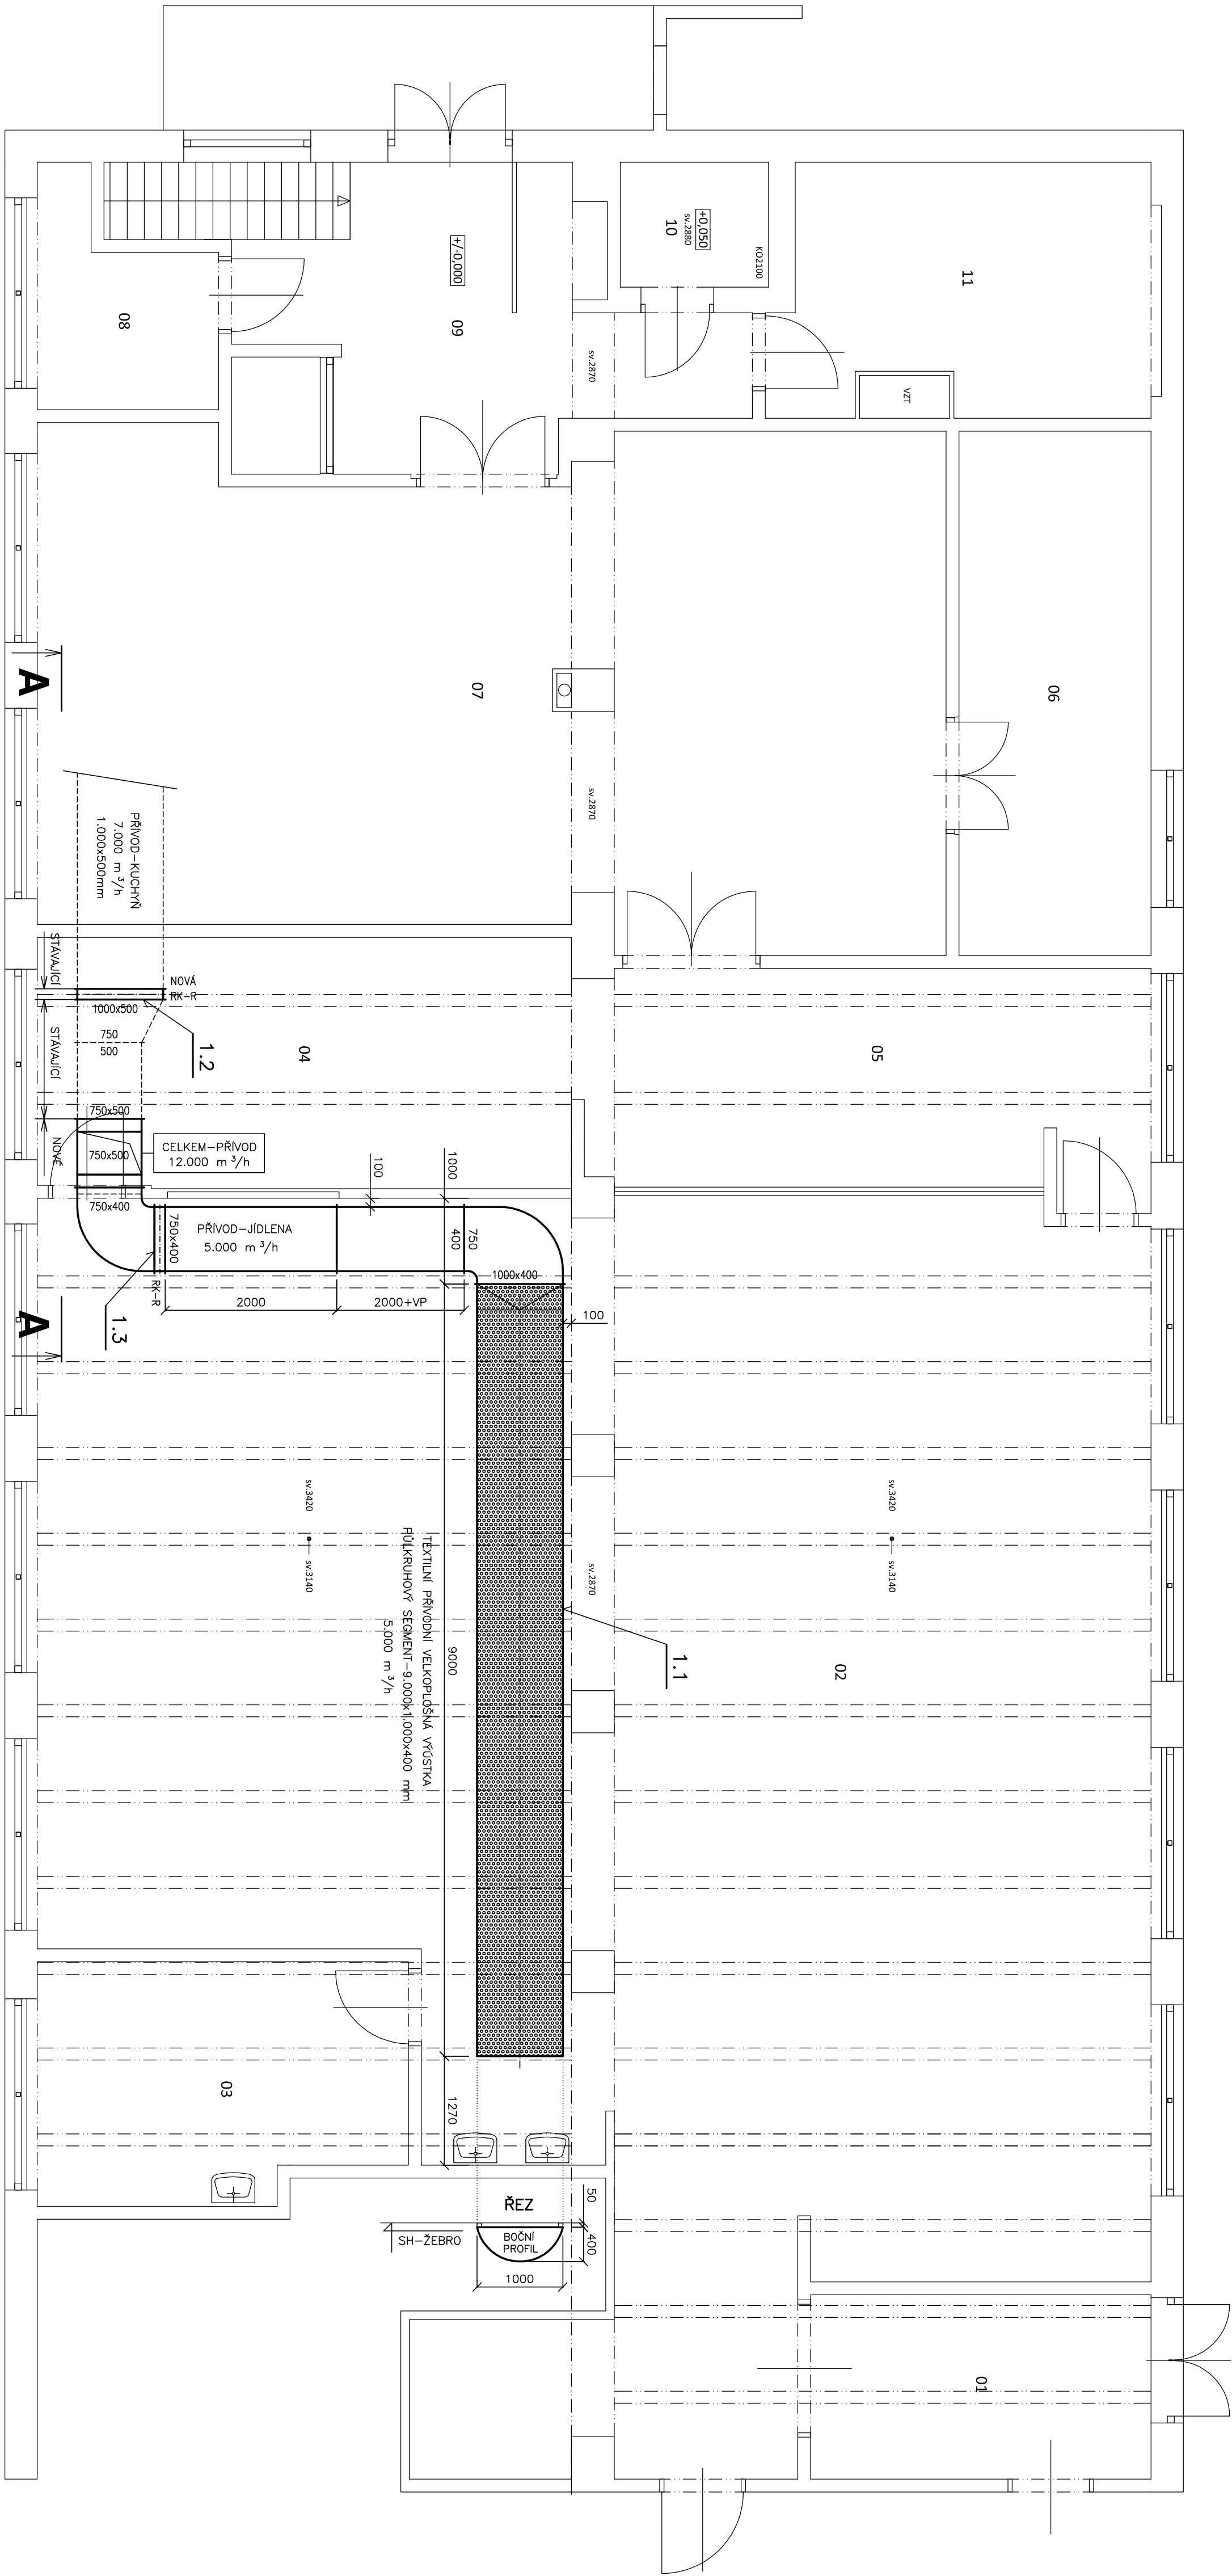 11
KO2100
+0,050
sv.2880
10
+/-0,000
09
08
sv.2870
VZT
06
07
A
sv.2870
PŘÍVOD-KUCHYŇ
7.000 m³/h
1.000x500mm
STÁVAJÍCÍ
NOVÁ
RK-R
1000x500
750
500
STÁVAJÍCÍ
1.2
04
05
750x500
NOVÉ
750x500
CELKEM-PŘÍVOD
12.000 m³/h
750x400
1000
100
PŘÍVOD-JÍDLENA
5.000 m³/h
750x400
750
400
RK-R
1000x400
2000
2000+VP
100
1.3
A
sv.3420
sv.3140
sv.3420
sv.3140
sv.2870
TEXTILNÍ PŘÍVODNÍ VELKOPLOŠNÁ VÝÚSTKA
PŮLKRUHOVÝ SEGMENT-9.000x1.000x400 mm
5.000 m³/h
9000
1.1
02
03
1270
ŘEZ
50
400
SH-ŽEBRO
BOČNÍ
PROFIL
1000
01